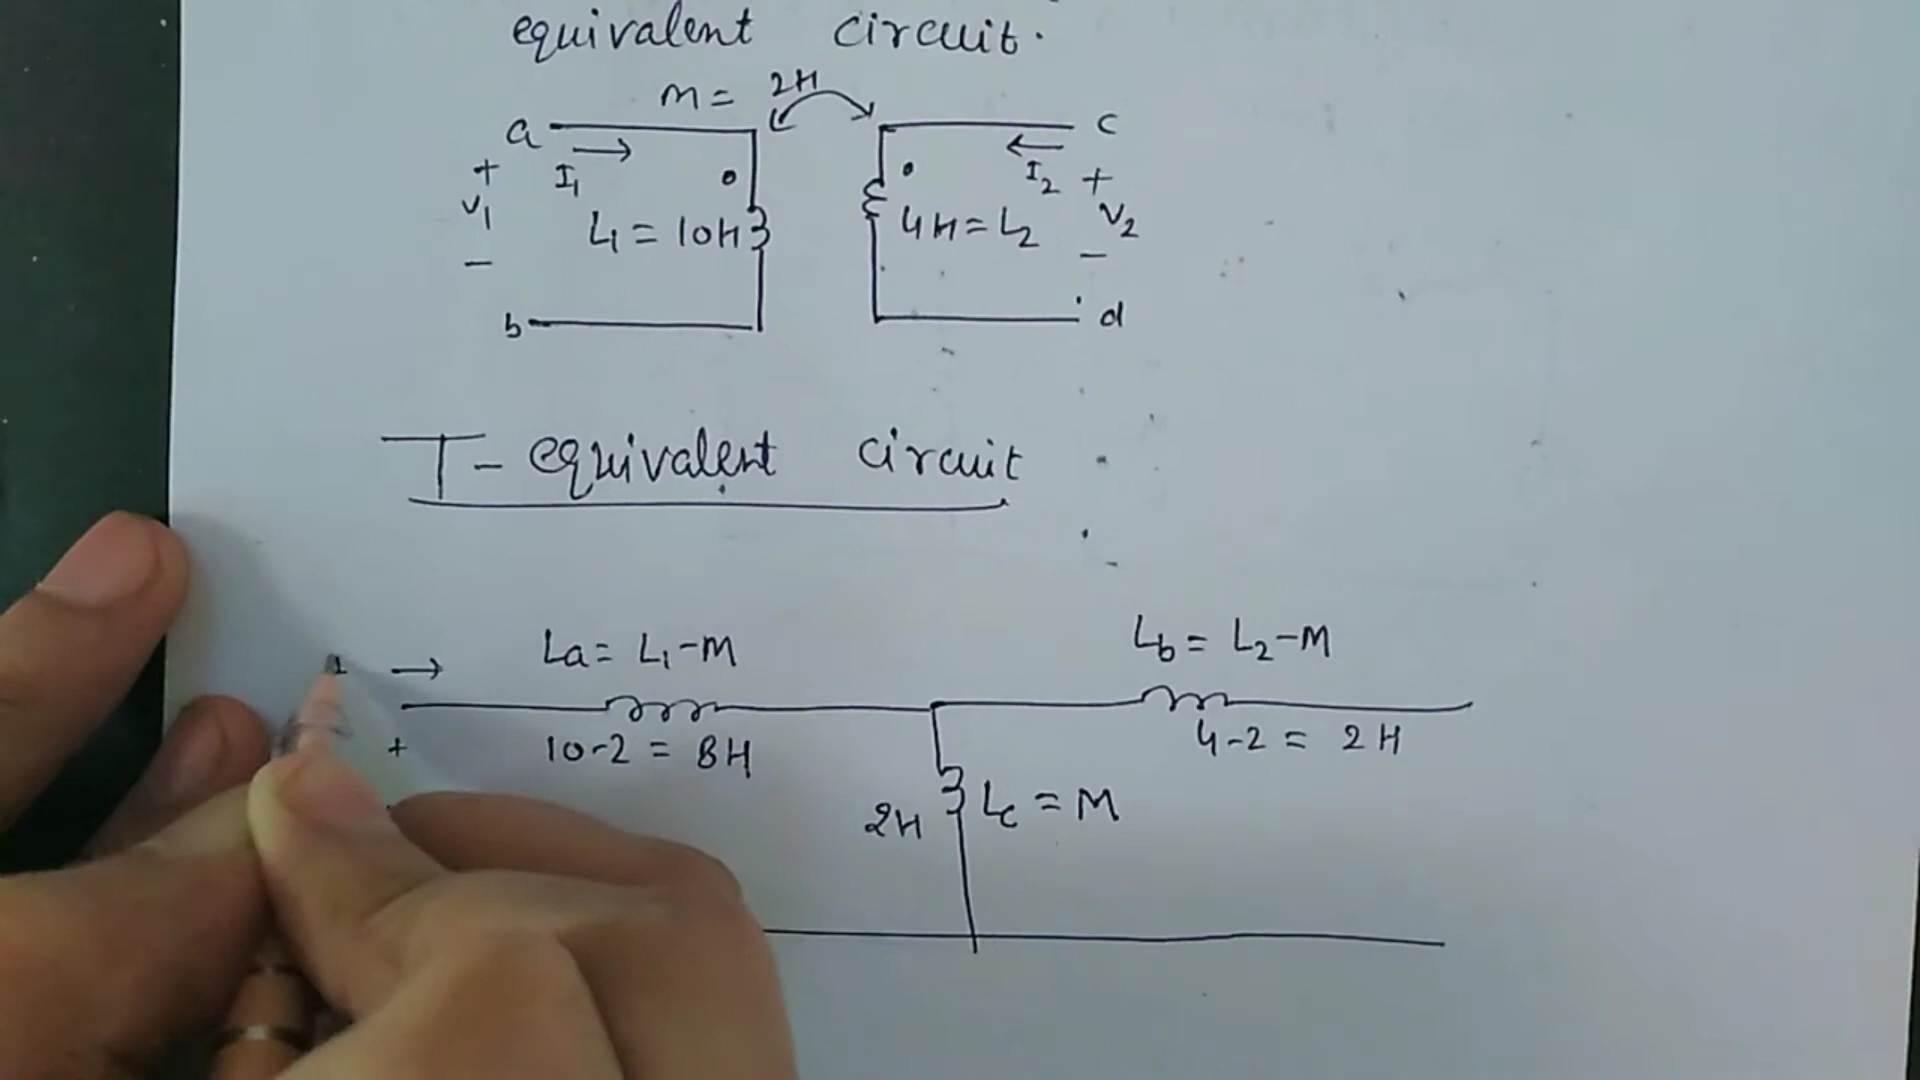 equivalent circuit.
m = 2H
a c
I₁ I₂
+ +
V₁ V₂
L₁ = 10H 4H = L₂
- -
b d
T- equivalent circuit
La = L₁-M Lb = L₂-M
10-2 = 8H 4-2 = 2H
+
2H Lc = M